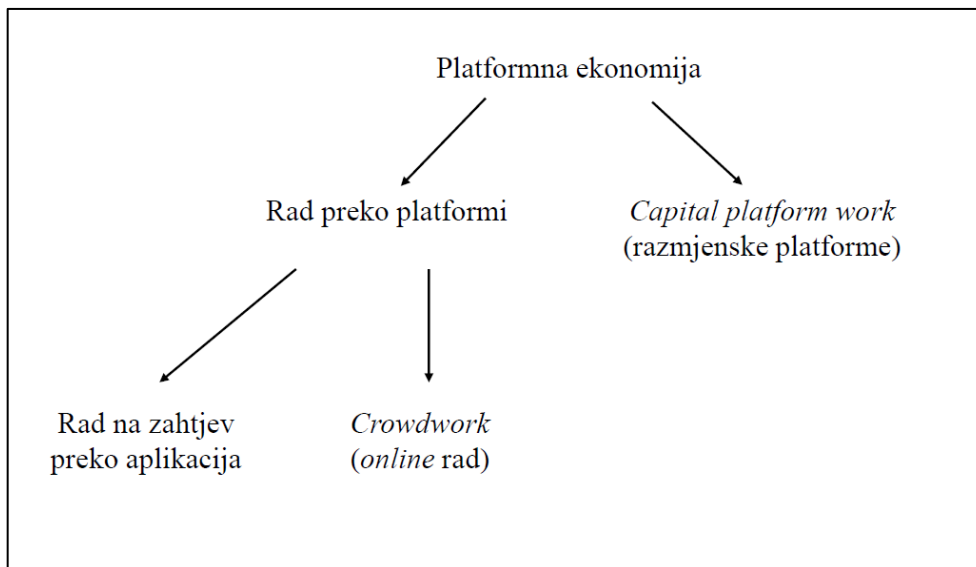 Platformna ekonomija
Rad preko platformi
Capital platform work
(razmjenske platforme)
Rad na zahtjev
preko aplikacija
Crowdwork
(online rad)